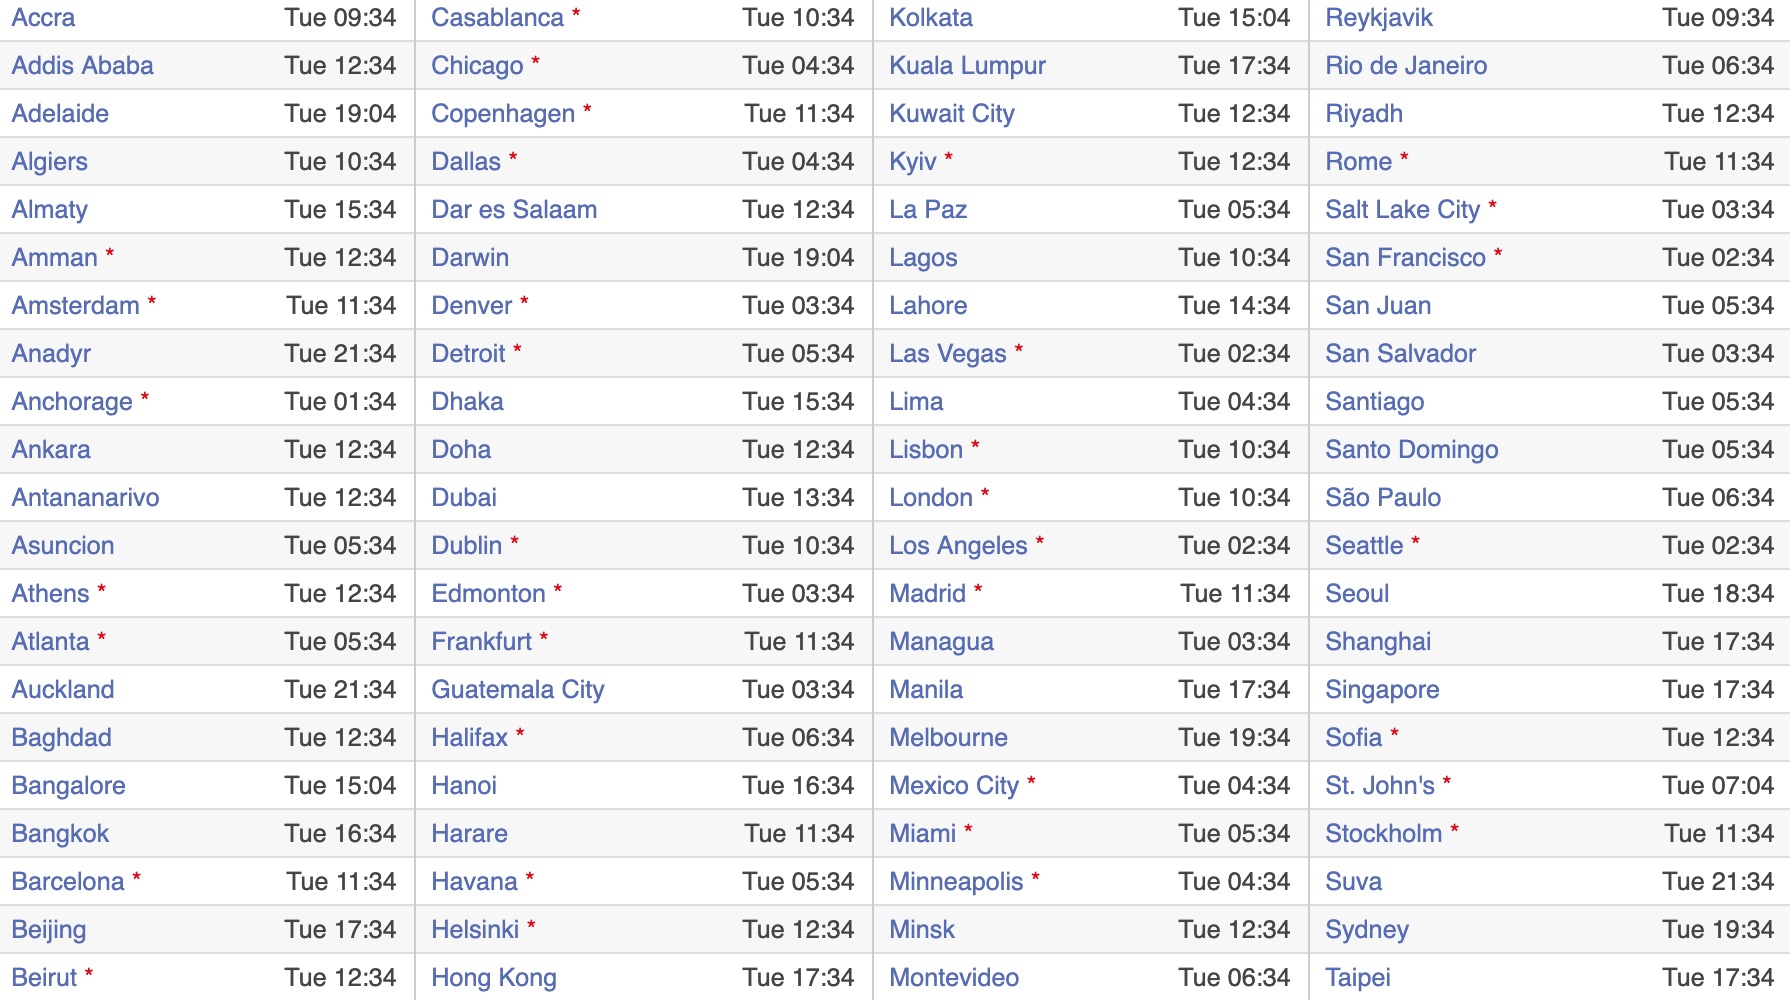 Accra Tue 09:34 Casablanca * Tue 10:34 Kolkata Tue 15:04 Reykjavik Tue 09:34
Addis Ababa Tue 12:34 Chicago * Tue 04:34 Kuala Lumpur Tue 17:34 Rio de Janeiro Tue 06:34
Adelaide Tue 19:04 Copenhagen * Tue 11:34 Kuwait City Tue 12:34 Riyadh Tue 12:34
Algiers Tue 10:34 Dallas * Tue 04:34 Kyiv * Tue 12:34 Rome * Tue 11:34
Almaty Tue 15:34 Dar es Salaam Tue 12:34 La Paz Tue 05:34 Salt Lake City * Tue 03:34
Amman * Tue 12:34 Darwin Tue 19:04 Lagos Tue 10:34 San Francisco * Tue 02:34
Amsterdam * Tue 11:34 Denver * Tue 03:34 Lahore Tue 14:34 San Juan Tue 05:34
Anadyr Tue 21:34 Detroit * Tue 05:34 Las Vegas * Tue 02:34 San Salvador Tue 03:34
Anchorage * Tue 01:34 Dhaka Tue 15:34 Lima Tue 04:34 Santiago Tue 05:34
Ankara Tue 12:34 Doha Tue 12:34 Lisbon * Tue 10:34 Santo Domingo Tue 05:34
Antananarivo Tue 12:34 Dubai Tue 13:34 London * Tue 10:34 São Paulo Tue 06:34
Asuncion Tue 05:34 Dublin * Tue 10:34 Los Angeles * Tue 02:34 Seattle * Tue 02:34
Athens * Tue 12:34 Edmonton * Tue 03:34 Madrid * Tue 11:34 Seoul Tue 18:34
Atlanta * Tue 05:34 Frankfurt * Tue 11:34 Managua Tue 03:34 Shanghai Tue 17:34
Auckland Tue 21:34 Guatemala City Tue 03:34 Manila Tue 17:34 Singapore Tue 17:34
Baghdad Tue 12:34 Halifax * Tue 06:34 Melbourne Tue 19:34 Sofia * Tue 12:34
Bangalore Tue 15:04 Hanoi Tue 16:34 Mexico City * Tue 04:34 St. John's * Tue 07:04
Bangkok Tue 16:34 Harare Tue 11:34 Miami * Tue 05:34 Stockholm * Tue 11:34
Barcelona * Tue 11:34 Havana * Tue 05:34 Minneapolis * Tue 04:34 Suva Tue 21:34
Beijing Tue 17:34 Helsinki * Tue 12:34 Minsk Tue 12:34 Sydney Tue 19:34
Beirut * Tue 12:34 Hong Kong Tue 17:34 Montevideo Tue 06:34 Taipei Tue 17:34